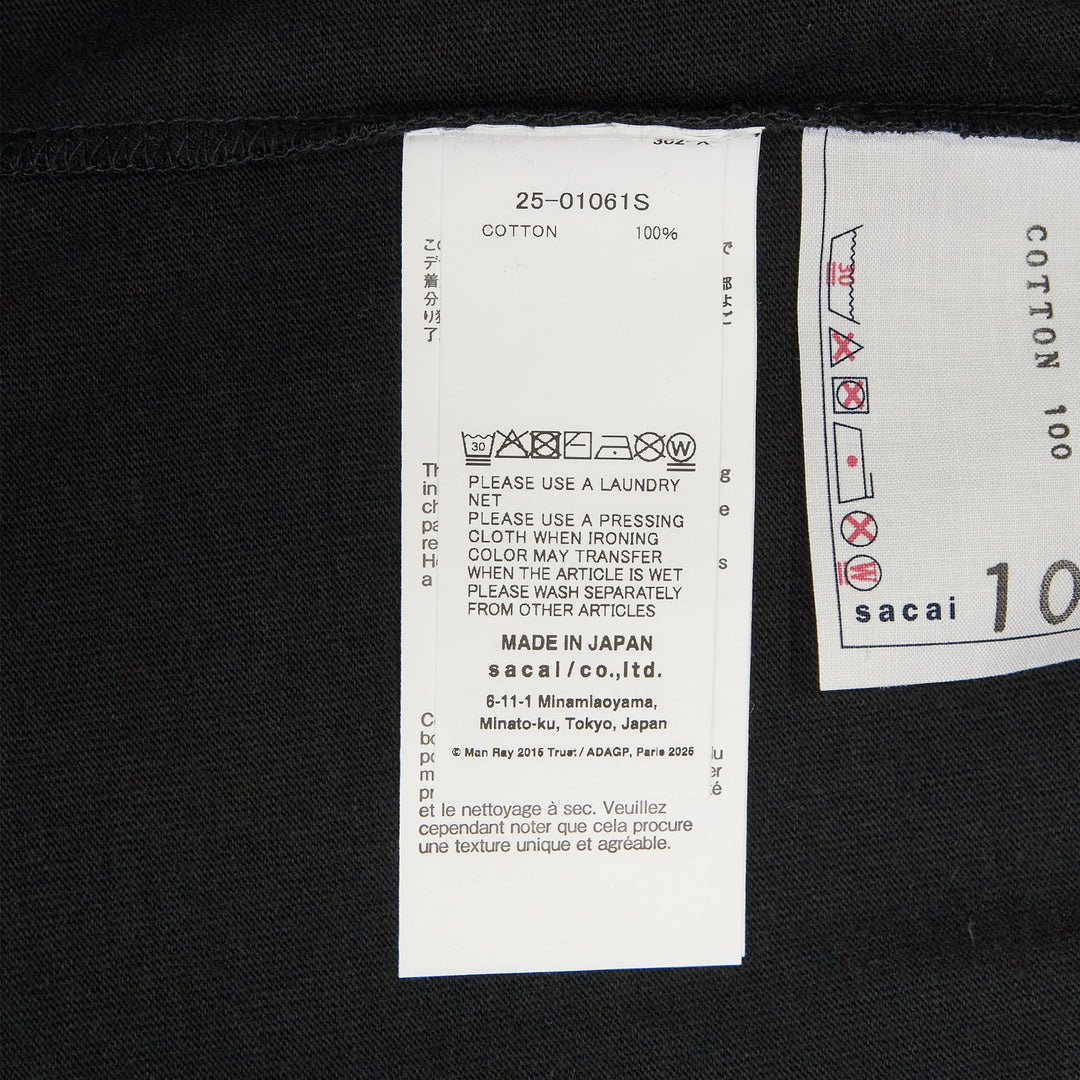 25-01061S
COTTON 100%
30
W
PLEASE USE A LAUNDRY
NET
PLEASE USE A PRESSING
CLOTH WHEN IRONING
COLOR MAY TRANSFER
WHEN THE ARTICLE IS WET
PLEASE WASH SEPARATELY
FROM OTHER ARTICLES
MADE IN JAPAN
sacai/co.,ltd.
6-11-1 Minamiaoyama,
Minato-ku, Tokyo, Japan
© Man Ray 2015 Trust / ADAGP, Paris 2025
et le nettoyage à sec. Veuillez
cependant noter que cela procure
une texture unique et agréable.
COTTON 100
30
W
sacai 10